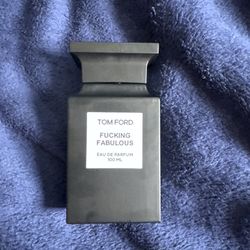 TOM FORD
FUCKING
FABULOUS
EAU DE PARFUM
100 ML